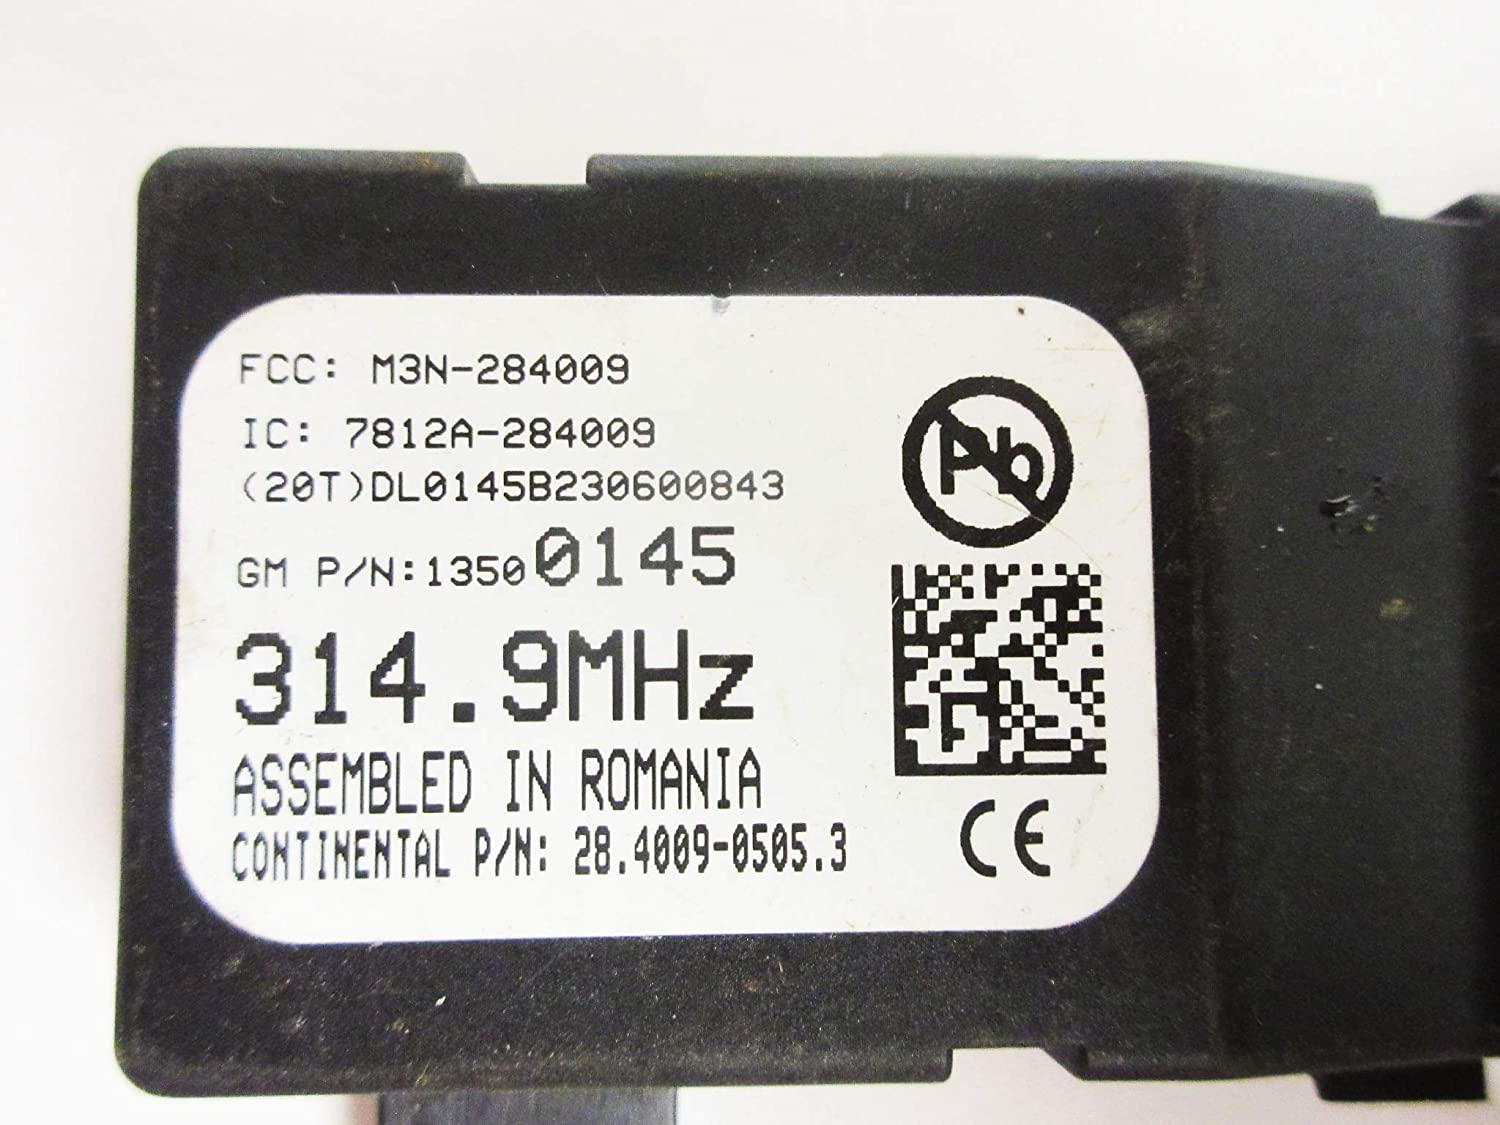 FCC: M3N-284009
IC: 7812A-284009
(20T)DL0145B230600843
GM P/N:13500145
314.9MHz
ASSEMBLED IN ROMANIA
CONTINENTAL P/N: 28.4009-0505.3
Pb
CE